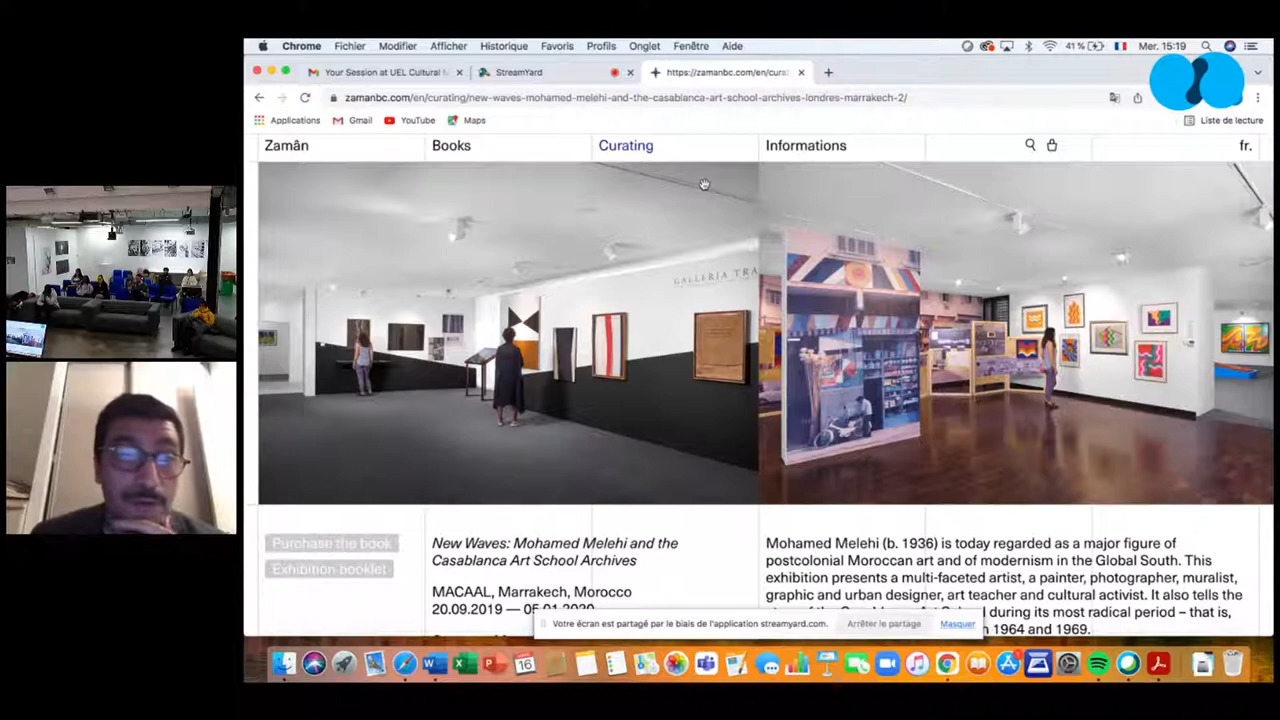 Chrome Fichier Modifier Afficher Historique Favoris Profils Onglet Fenêtre Aide 41 % Mer. 15:19
Your Session at UEL Cultural StreamYard https://zamanbc.com/en/cura
zamanbc.com/en/curating/new-waves-mohamed-melehi-and-the-casablanca-art-school-archives-londres-marrakech-2/
Applications Gmail YouTube Maps Liste de lecture
Zamân Books Curating Informations fr.
GALLERIA TRA
Purchase the book
Exhibition booklet
New Waves: Mohamed Melehi and the
Casablanca Art School Archives
MACAAL, Marrakech, Morocco
20.09.2019 — 05.01.2020
Mohamed Melehi (b. 1936) is today regarded as a major figure of
postcolonial Moroccan art and of modernism in the Global South. This
exhibition presents a multi-faceted artist, a painter, photographer, muralist,
graphic and urban designer, art teacher and cultural activist. It also tells the
during its most radical period – that is,
n 1964 and 1969.
Votre écran est partagé par le biais de l'application streamyard.com. Arrêter le partage Masquer
16